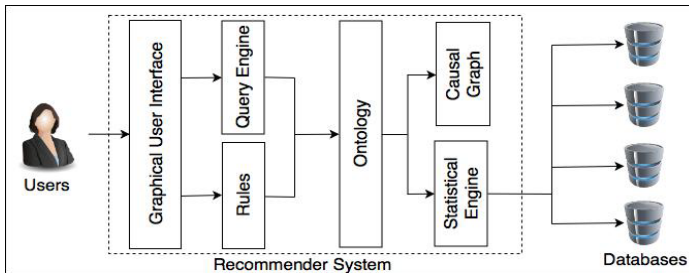 Users
Graphical User Interface
Query Engine
Rules
Ontology
Causal
Graph
Statistical
Engine
Databases
Recommender System